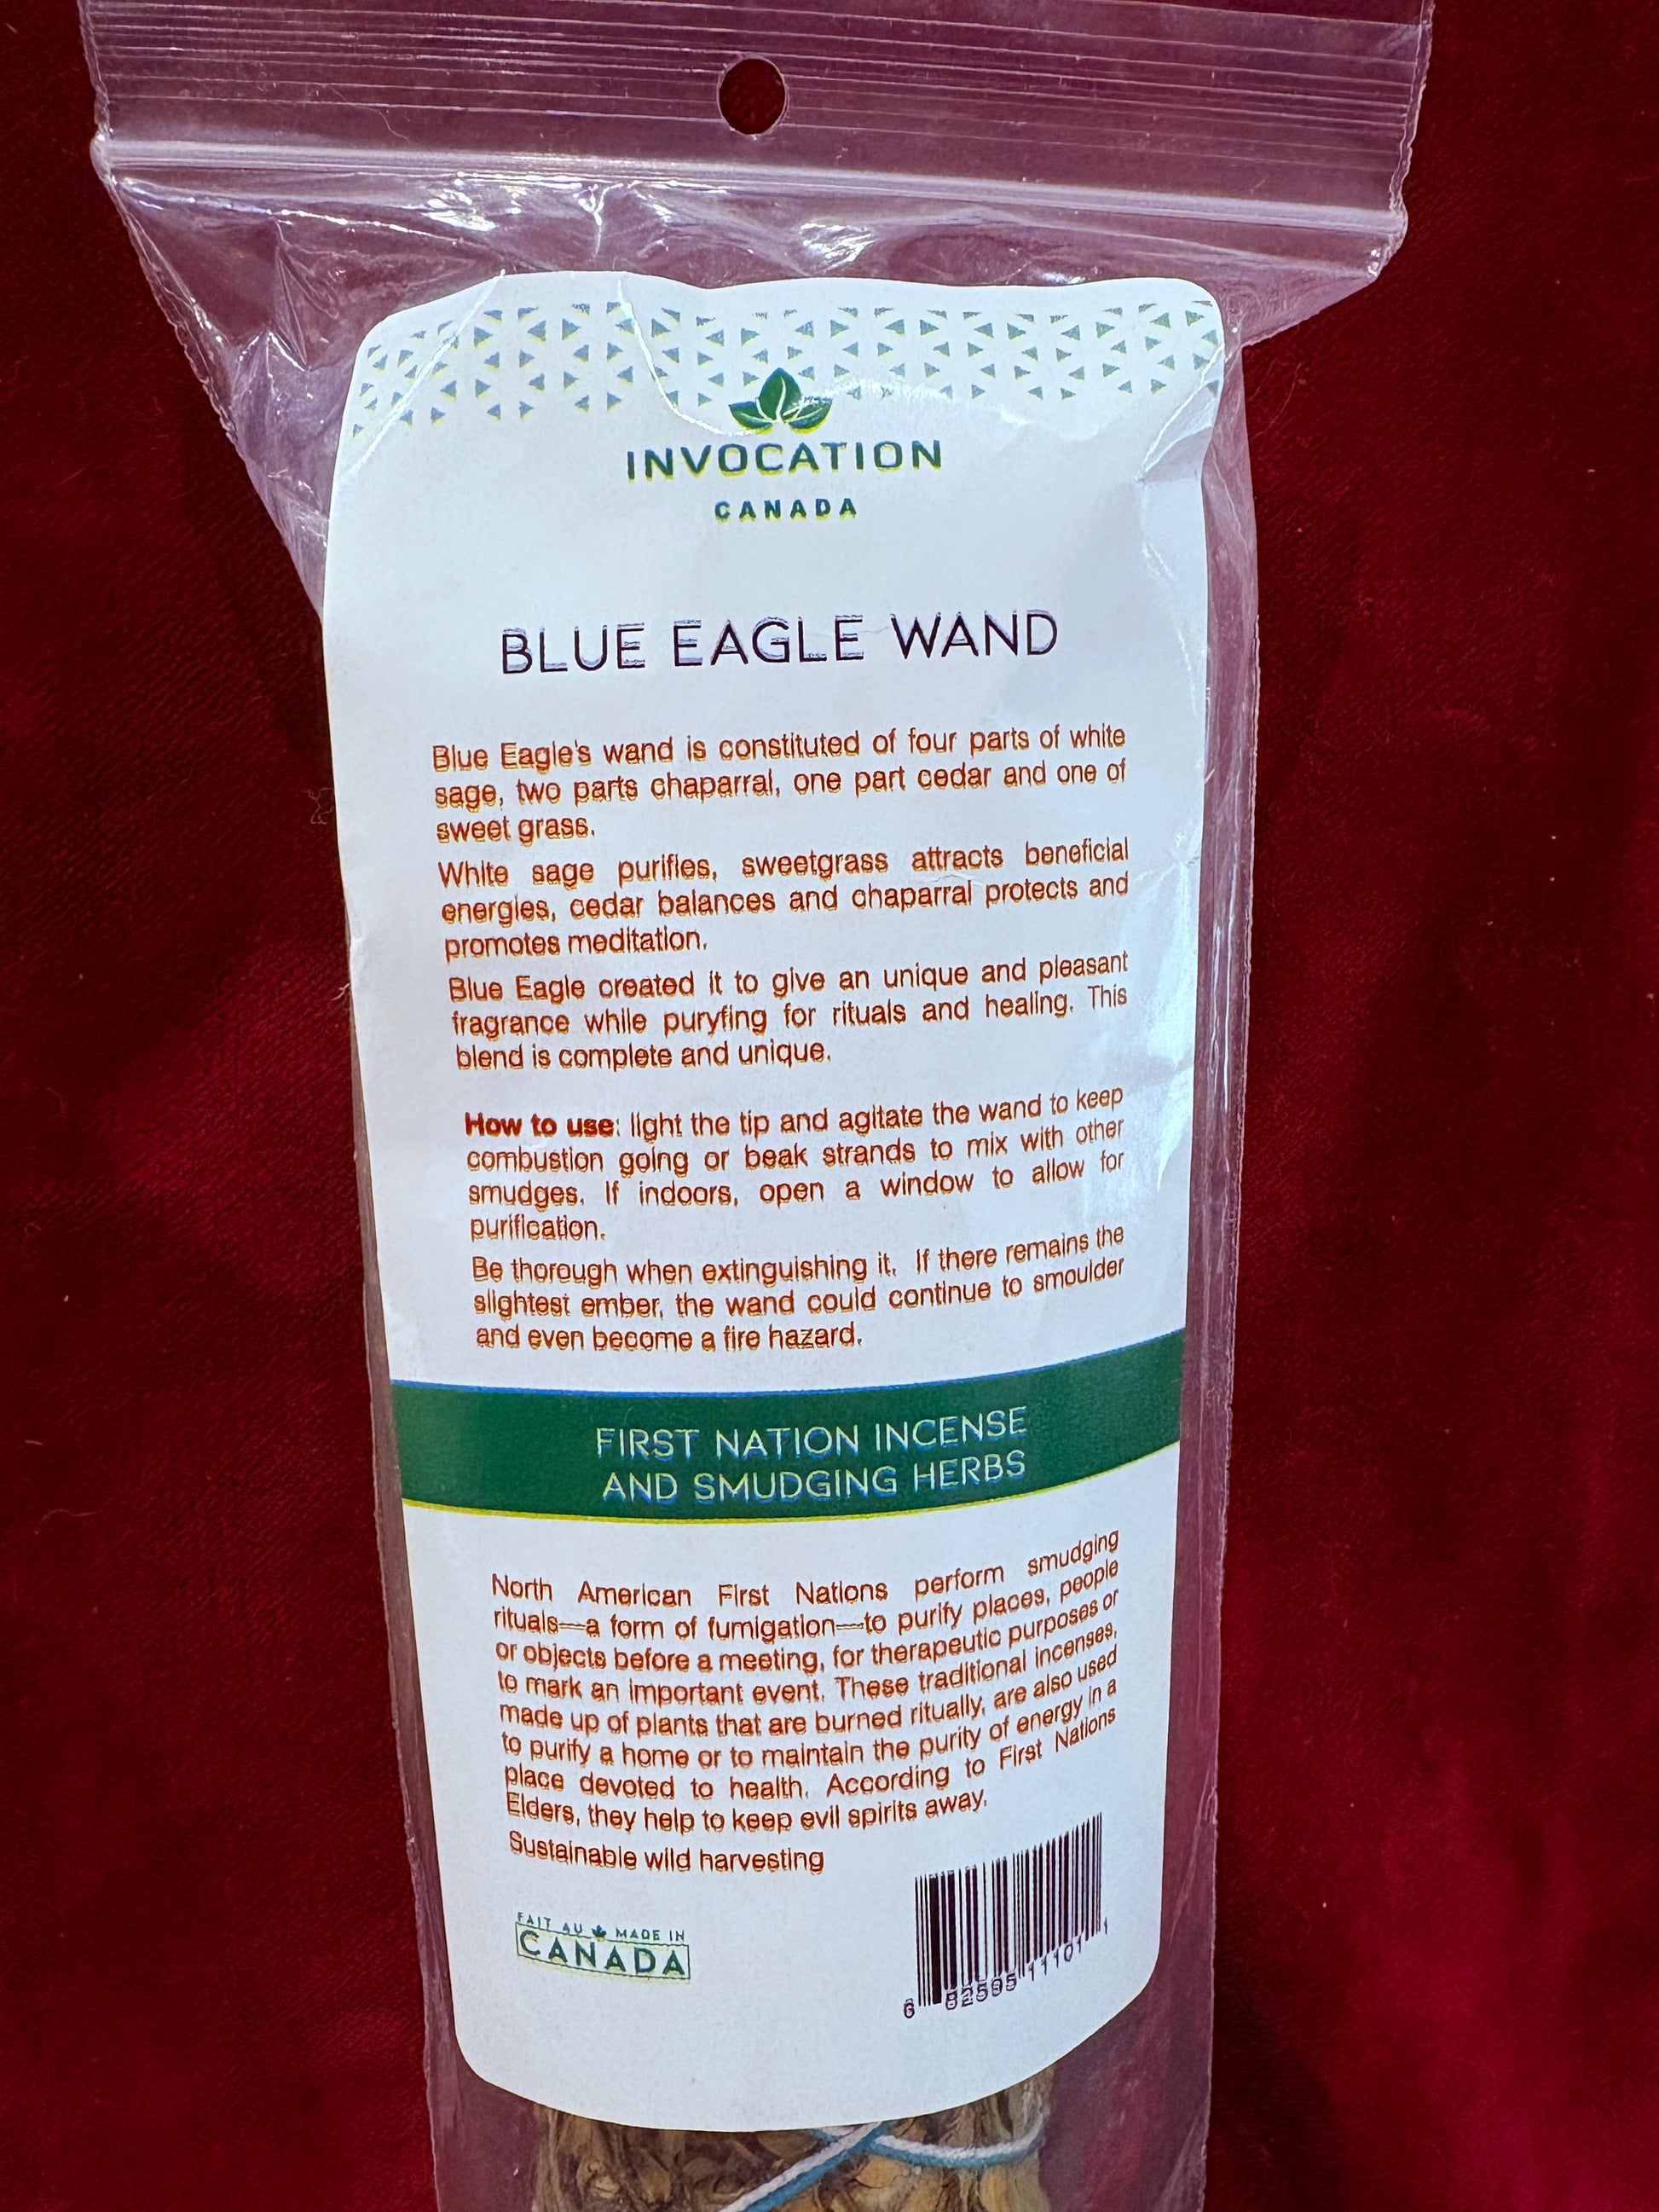 INVOCATION
CANADA
BLUE EAGLE WAND
Blue Eagle's wand is constituted of four parts of white
sage, two parts chaparral, one part cedar and one of
sweet grass.
White sage purifies, sweetgrass attracts beneficial
energies, cedar balances and chaparral protects and
promotes meditation.
Blue Eagle created it to give an unique and pleasant
fragrance while puryfing for rituals and healing. This
blend is complete and unique.
How to use: light the tip and agitate the wand to keep
combustion going or beak strands to mix with other
smudges. If indoors, open a window to allow for
purification.
Be thorough when extinguishing it. If there remains the
slightest ember, the wand could continue to smoulder
and even become a fire hazard.
FIRST NATION INCENSE
AND SMUDGING HERBS
North American First Nations perform smudging
rituals—a form of fumigation—to purify places, people
or objects before a meeting, for therapeutic purposes or
to mark an important event. These traditional incenses,
made up of plants that are burned ritually, are also used
to purify a home or to maintain the purity of energy in a
place devoted to health. According to First Nations
Elders, they help to keep evil spirits away.
Sustainable wild harvesting
FAIT AU MADE IN
CANADA
6 82595 11101 1